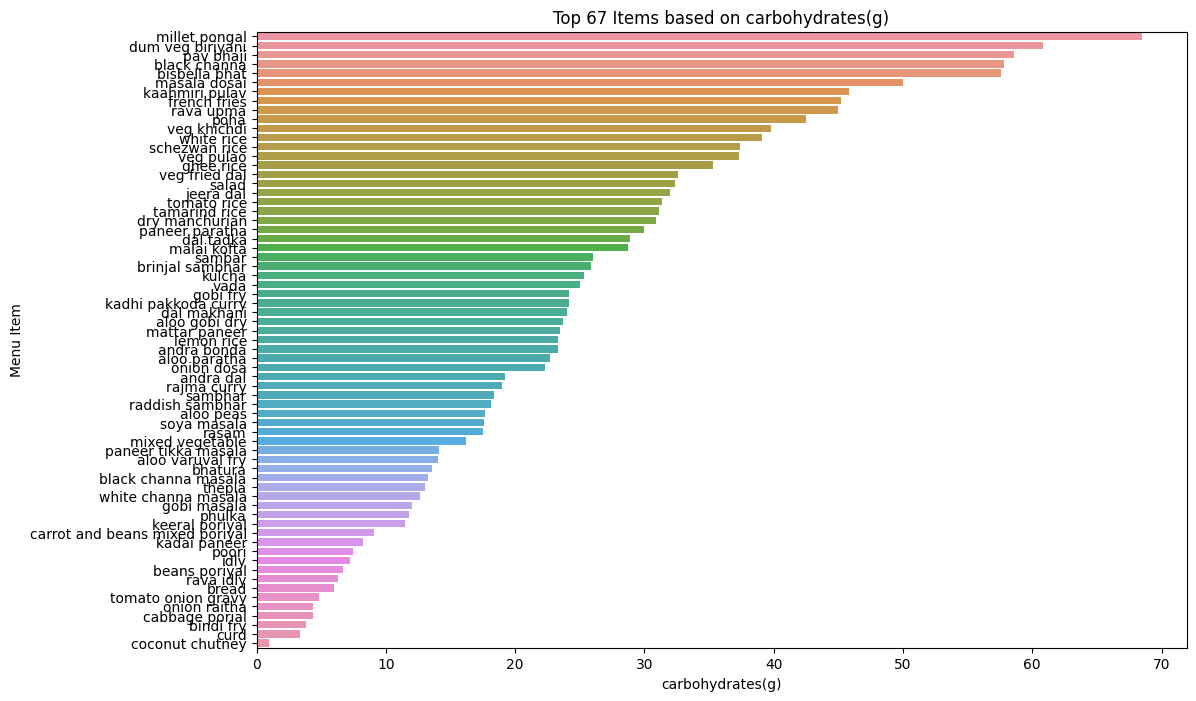 Top 67 Items based on carbohydrates(g)
millet pongal
dum veg biriyani
pav bhaji
black channa
bisbella bhat
masala dosai
kaahmiri pulav
french fries
rava upma
poha
veg khichdi
white rice
schezwan rice
veg pulao
ghee rice
veg fried dal
salad
jeera dal
tomato rice
tamarind rice
dry manchurian
paneer paratha
dal tadka
malai kofta
sambar
brinjal sambhar
kulcha
vada
gobi fry
kadhi pakkoda curry
dal makhani
aloo gobi dry
mattar paneer
lemon rice
andra bonda
aloo paratha
onion dosa
andra dal
rajma curry
sambhar
raddish sambhar
aloo peas
soya masala
rasam
mixed vegetable
paneer tikka masala
aloo varuval fry
bhatura
black channa masala
thepla
white channa masala
gobi masala
phulka
keeral poriyal
carrot and beans mixed poriyal
kadai paneer
poori
idly
beans poriyal
rava idly
bread
tomato onion gravy
onion raitha
cabbage porial
bindi fry
curd
coconut chutney
Menu Item
0 10 20 30 40 50 60 70
carbohydrates(g)